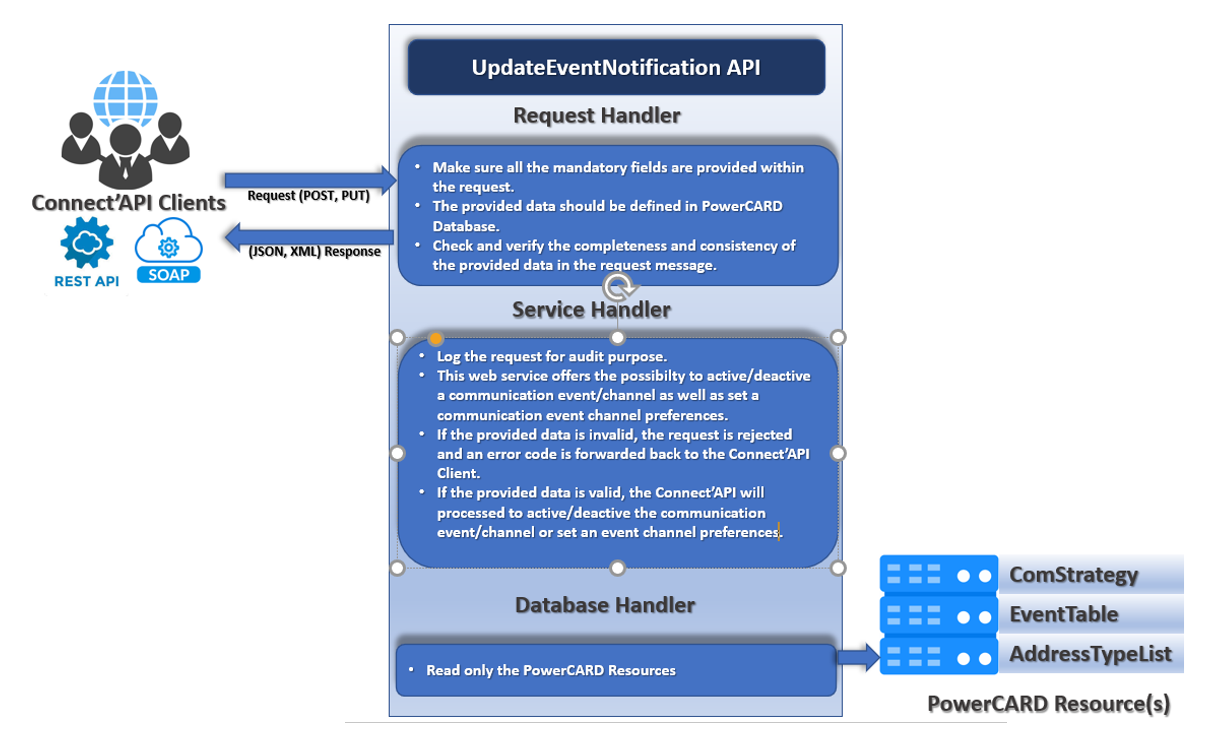 UpdateEventNotification API
Request Handler
Connect'API Clients
REST API
SOAP
Request (POST, PUT)
(JSON, XML) Response
• Make sure all the mandatory fields are provided within
the request.
• The provided data should be defined in PowerCARD
Database.
• Check and verify the completeness and consistency of
the provided data in the request message.
Service Handler
• Log the request for audit purpose.
• This web service offers the possibilty to active/deactive
a communication event/channel as well as set a
communication event channel preferences.
• If the provided data is invalid, the request is rejected
and an error code is forwarded back to the Connect'API
Client.
• If the provided data is valid, the Connect'API will
processed to active/deactive the communication
event/channel or set an event channel preferences.
Database Handler
• Read only the PowerCARD Resources
ComStrategy
EventTable
AddressTypeList
PowerCARD Resource(s)